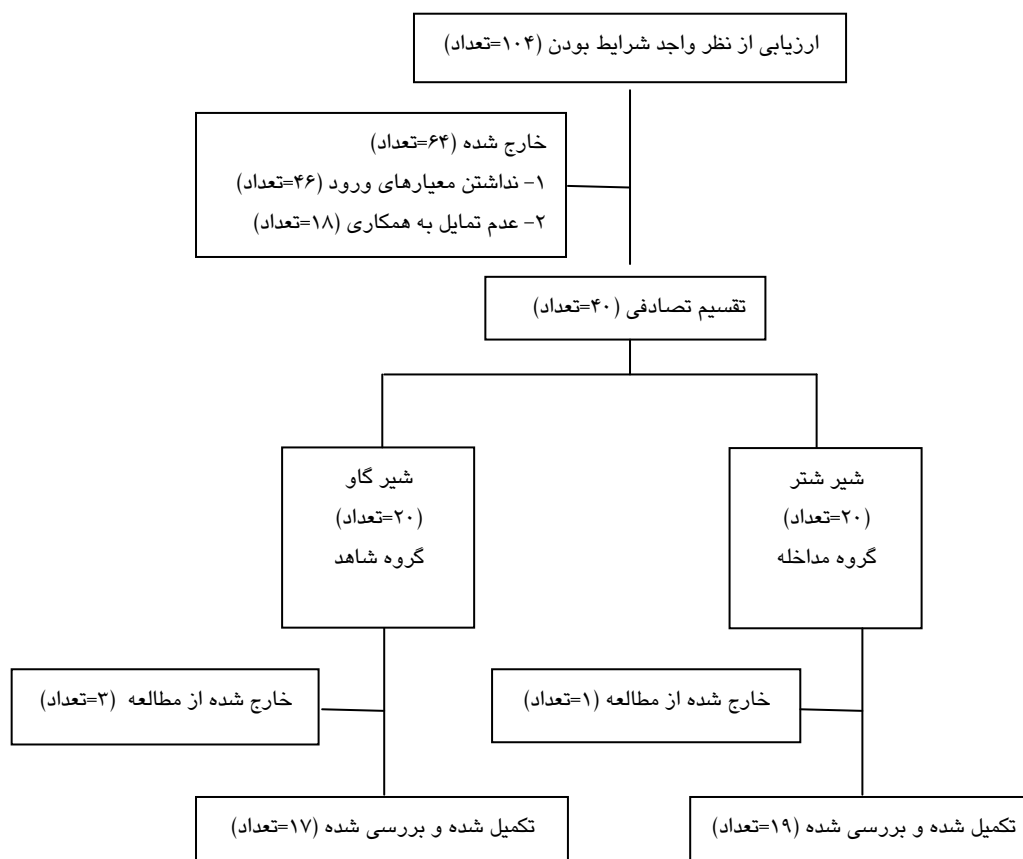 ارزیابی از نظر واجد شرایط بودن (۱۰۴=تعداد)
خارج شده (۶۴=تعداد)
۱- نداشتن معیارهای ورود (۴۶=تعداد)
۲- عدم تمایل به همکاری (۱۸=تعداد)
تقسیم تصادفی (۴۰=تعداد)
شیر شتر
(۲۰=تعداد)
گروه مداخله
شیر گاو
(۲۰=تعداد)
گروه شاهد
خارج شده از مطالعه (۱=تعداد)
خارج شده از مطالعه (۳=تعداد)
تکمیل شده و بررسی شده (۱۹=تعداد)
تکمیل شده و بررسی شده (۱۷=تعداد)